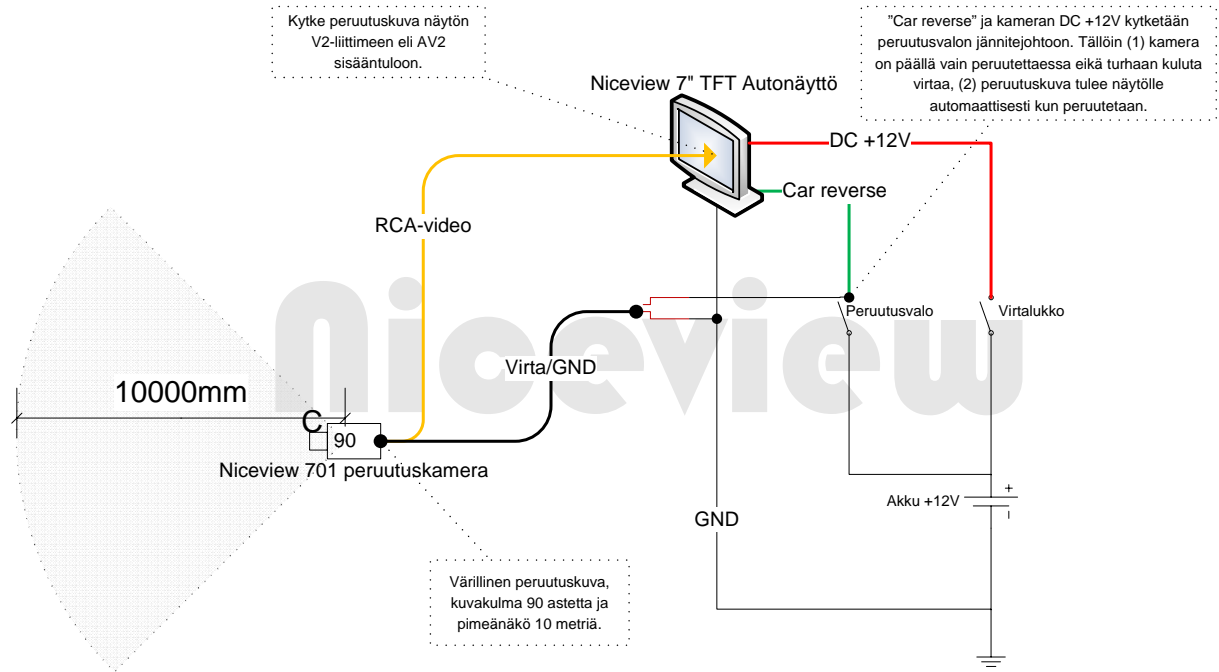 Kytke peruutuskuva näytön
V2-liittimeen eli AV2
sisääntuloon.
"Car reverse" ja kameran DC +12V kytketään
peruutusvalon jännitejohtoon. Tällöin (1) kamera
on päällä vain peruutettaessa eikä turhaan kuluta
virtaa, (2) peruutuskuva tulee näytölle
automaattisesti kun peruutetaan.
Niceview 7" TFT Autonäyttö
DC +12V
Car reverse
RCA-video
Peruutusvalo
Virtalukko
Niceview
Virta/GND
10000mm
C
90
Niceview 701 peruutuskamera
Akku +12V
+
–
GND
Värillinen peruutuskuva,
kuvakulma 90 astetta ja
pimeänäkö 10 metriä.